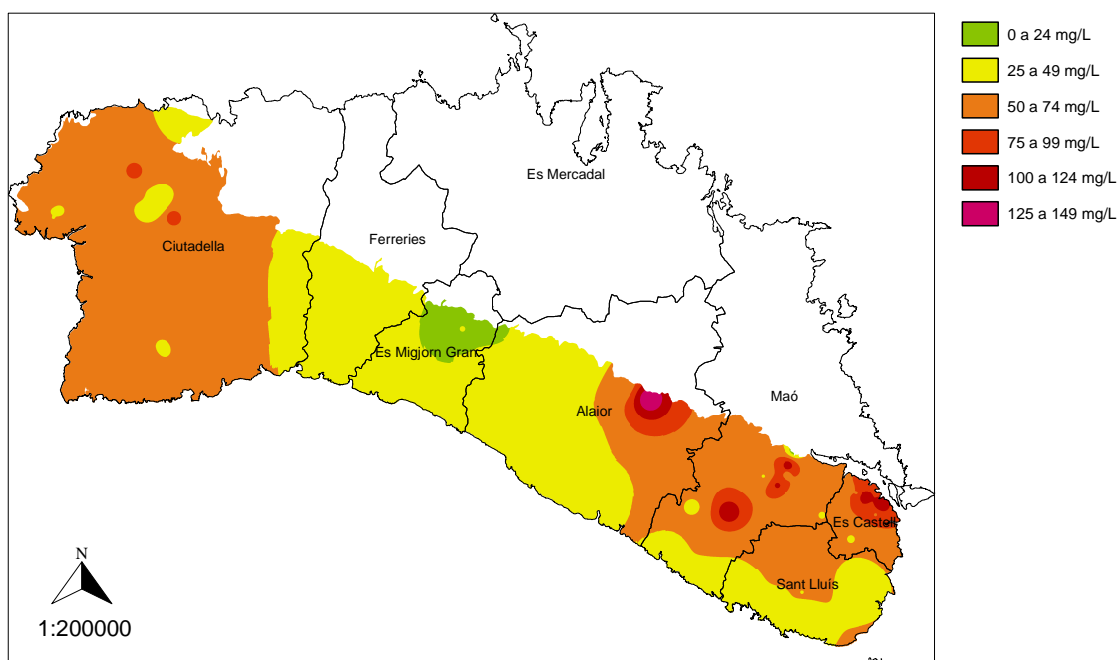 0 a 24 mg/L
25 a 49 mg/L
50 a 74 mg/L
75 a 99 mg/L
100 a 124 mg/L
125 a 149 mg/L
Es Mercadal
Ferreries
Ciutadella
Es Migjorn Gran
Maó
Alaior
Es Castell
Sant Lluís
N
1:200000